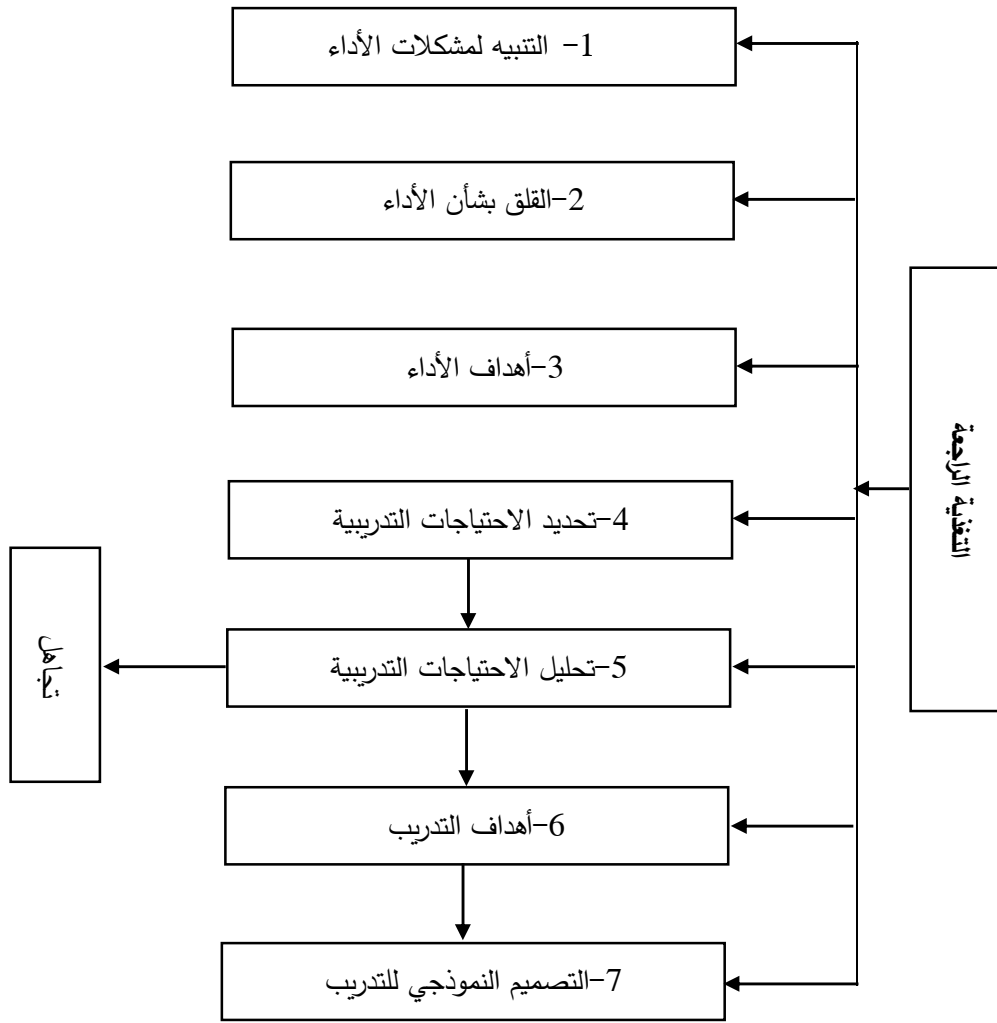 1- التنبيه لمشكلات الأداء
2-القلق بشأن الأداء
3-أهداف الأداء
التغذية الراجعة
4-تحديد الاحتياجات التدريبية
5-تحليل الاحتياجات التدريبية
تجاهل
6-أهداف التدريب
7-التصميم النموذجي للتدريب